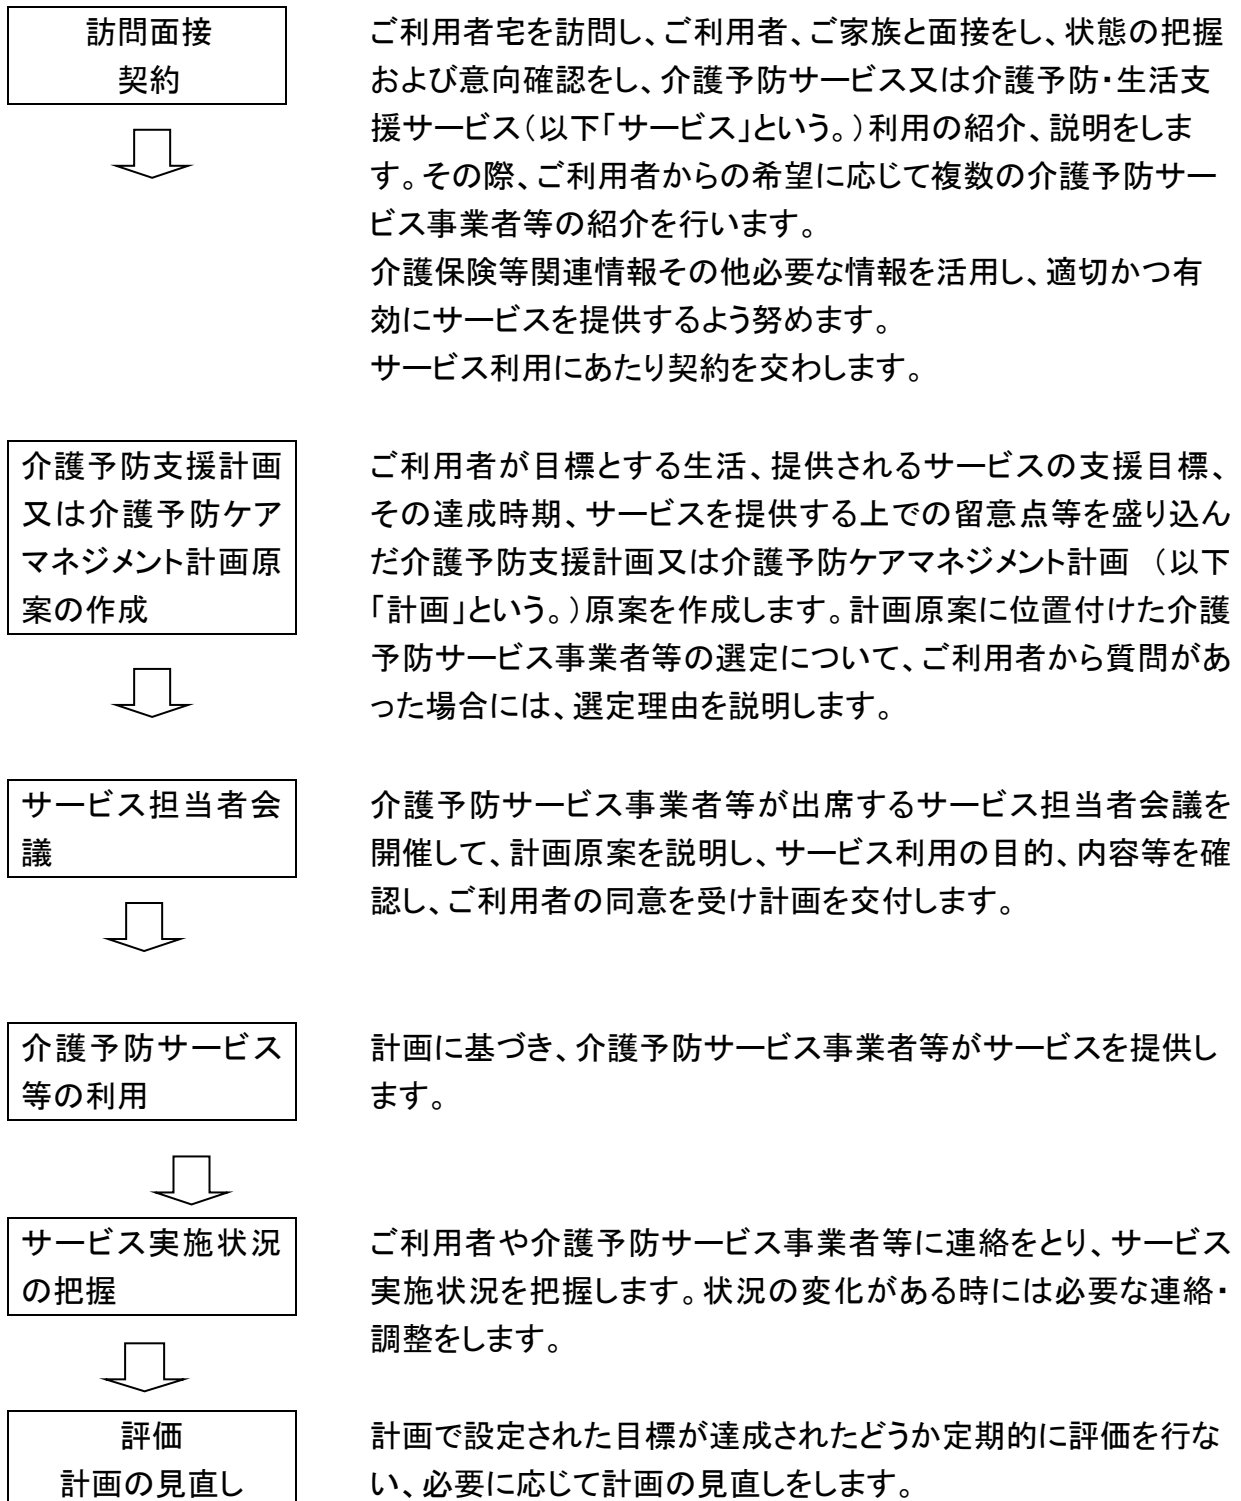 訪問面接
契約
ご利用者宅を訪問し、ご利用者、ご家族と面接をし、状態の把握
および意向確認をし、介護予防サービス又は介護予防・生活支
援サービス（以下「サービス」という。）利用の紹介、説明をしま
す。その際、ご利用者からの希望に応じて複数の介護予防サー
ビス事業者等の紹介を行います。
介護保険等関連情報その他必要な情報を活用し、適切かつ有
効にサービスを提供するよう努めます。
サービス利用にあたり契約を交わします。
介護予防支援計画
又は介護予防ケア
マネジメント計画原
案の作成
ご利用者が目標とする生活、提供されるサービスの支援目標、
その達成時期、サービスを提供する上での留意点等を盛り込ん
だ介護予防支援計画又は介護予防ケアマネジメント計画　（以下
「計画」という。）原案を作成します。計画原案に位置付けた介護
予防サービス事業者等の選定について、ご利用者から質問があ
った場合には、選定理由を説明します。
サービス担当者会
議
介護予防サービス事業者等が出席するサービス担当者会議を
開催して、計画原案を説明し、サービス利用の目的、内容等を確
認し、ご利用者の同意を受け計画を交付します。
介護予防サービス
等の利用
計画に基づき、介護予防サービス事業者等がサービスを提供し
ます。
サービス実施状況
の把握
ご利用者や介護予防サービス事業者等に連絡をとり、サービス
実施状況を把握します。状況の変化がある時には必要な連絡・
調整をします。
評価
計画の見直し
計画で設定された目標が達成されたどうか定期的に評価を行な
い、必要に応じて計画の見直しをします。